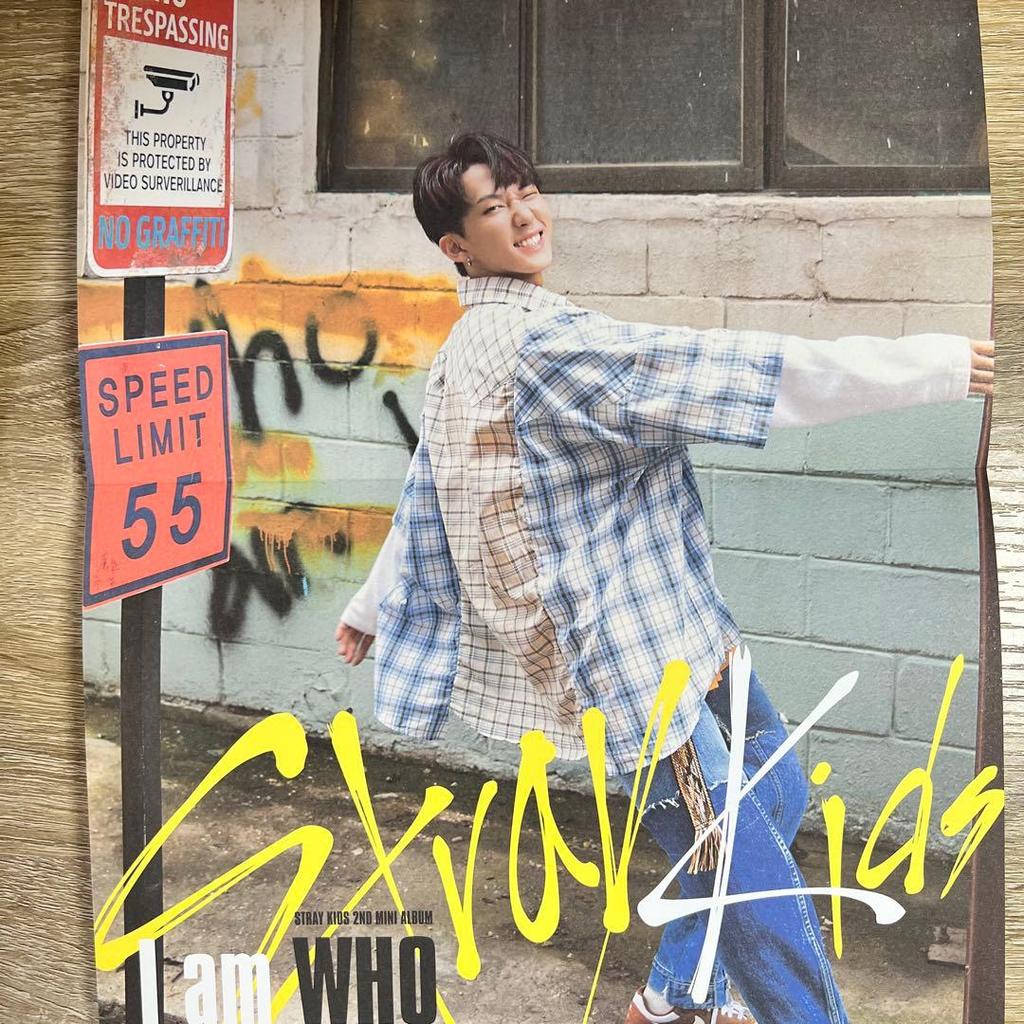 TRESPASSING
THIS PROPERTY
IS PROTECTED BY
VIDEO SURVERILLANCE
NO GRAFFITI
SPEED
LIMIT
55
Stray Kids
STRAY KIDS 2ND MINI ALBUM
I am WHO